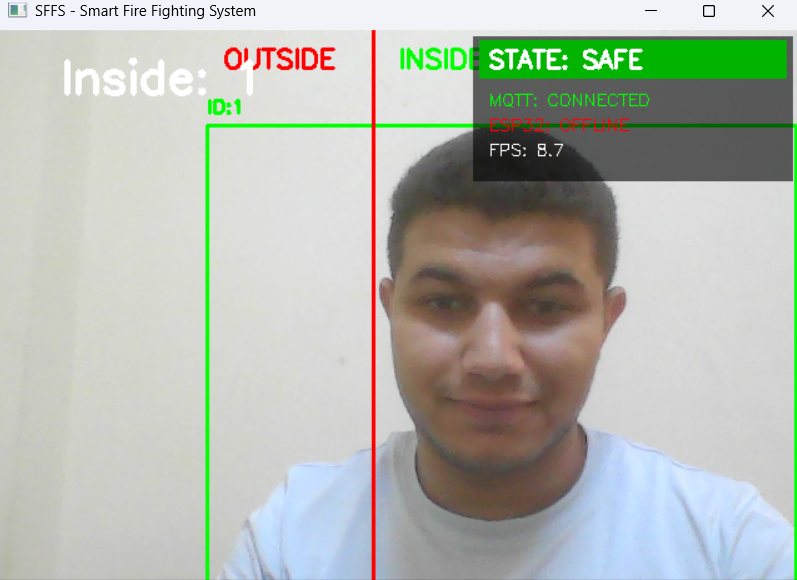 SFFS - Smart Fire Fighting System
OUTSIDE
INSIDE
STATE: SAFE
Inside: 1
MQTT: CONNECTED
ID:1
ESP32: OFFLINE
FPS: 8.7